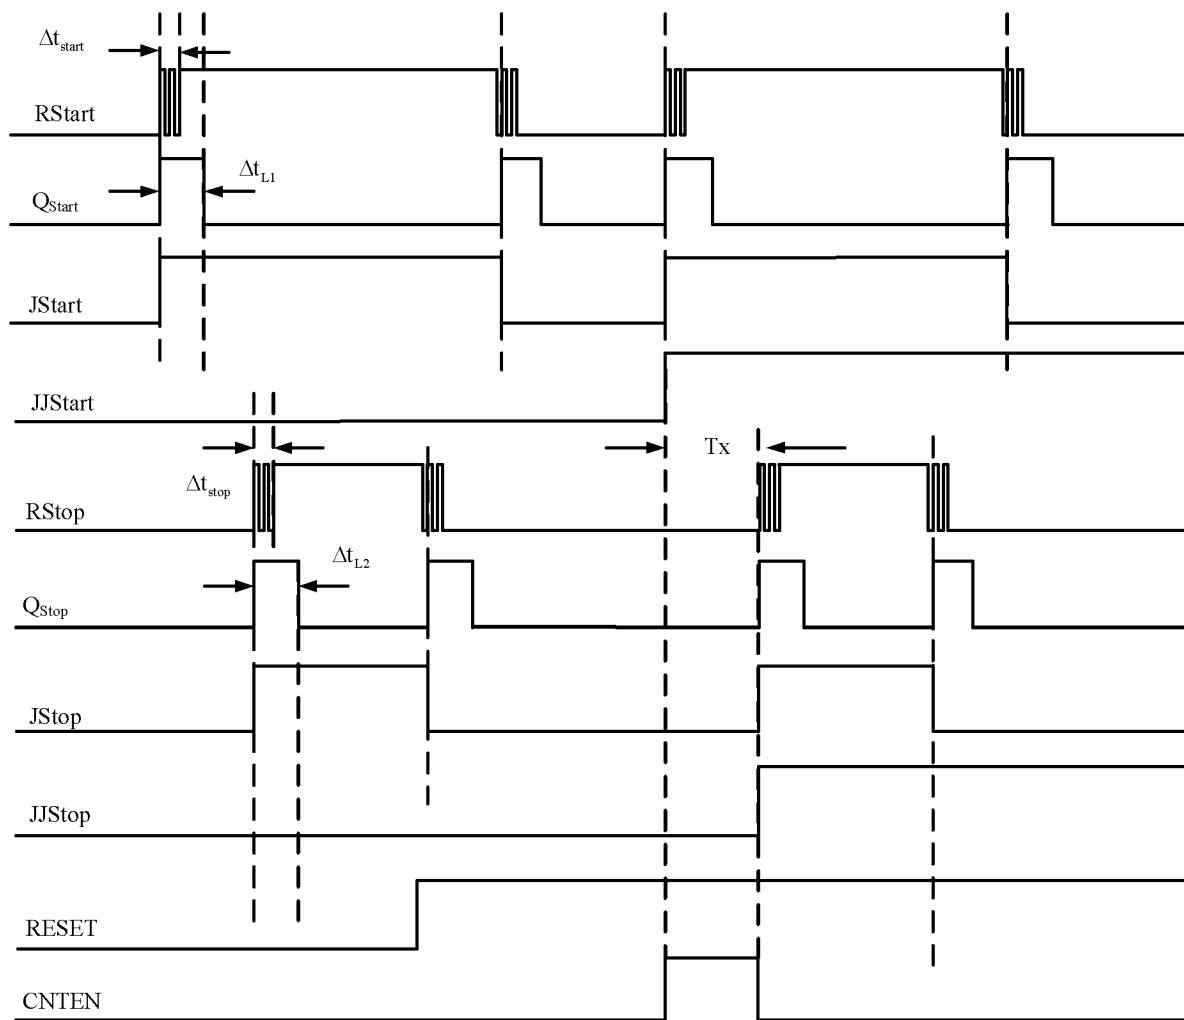 Δt_start
RStart
Δt_L1
Q_Start
JStart
JJStart
Tx
Δt_stop
RStop
Δt_L2
Q_Stop
JStop
JJStop
RESET
CNTEN